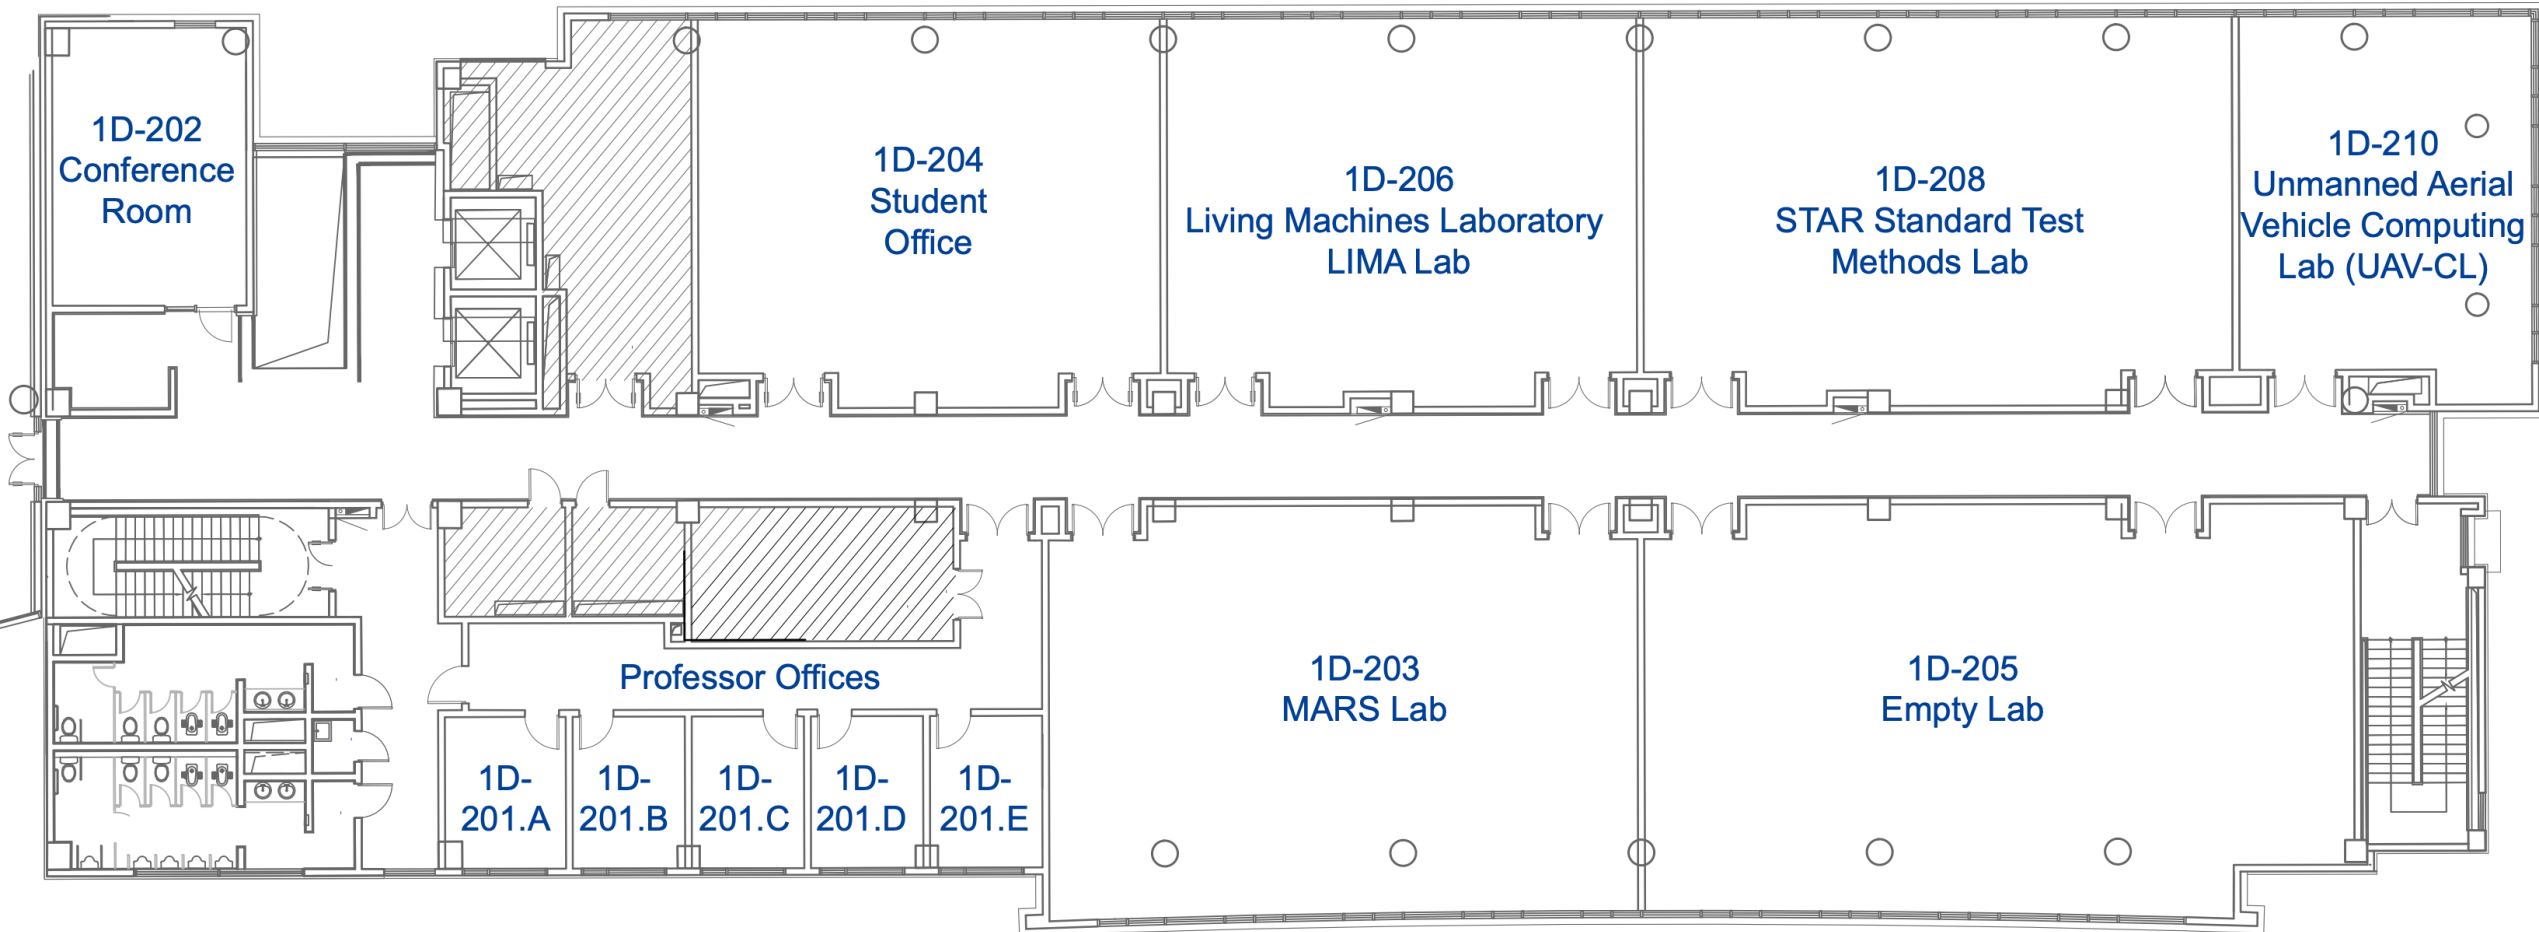 1D-202
Conference
Room
1D-204
Student
Office
1D-206
Living Machines Laboratory
LIMA Lab
1D-208
STAR Standard Test
Methods Lab
1D-210
Unmanned Aerial
Vehicle Computing
Lab (UAV-CL)
Professor Offices
1D-
201.A
1D-
201.B
1D-
201.C
1D-
201.D
1D-
201.E
1D-203
MARS Lab
1D-205
Empty Lab